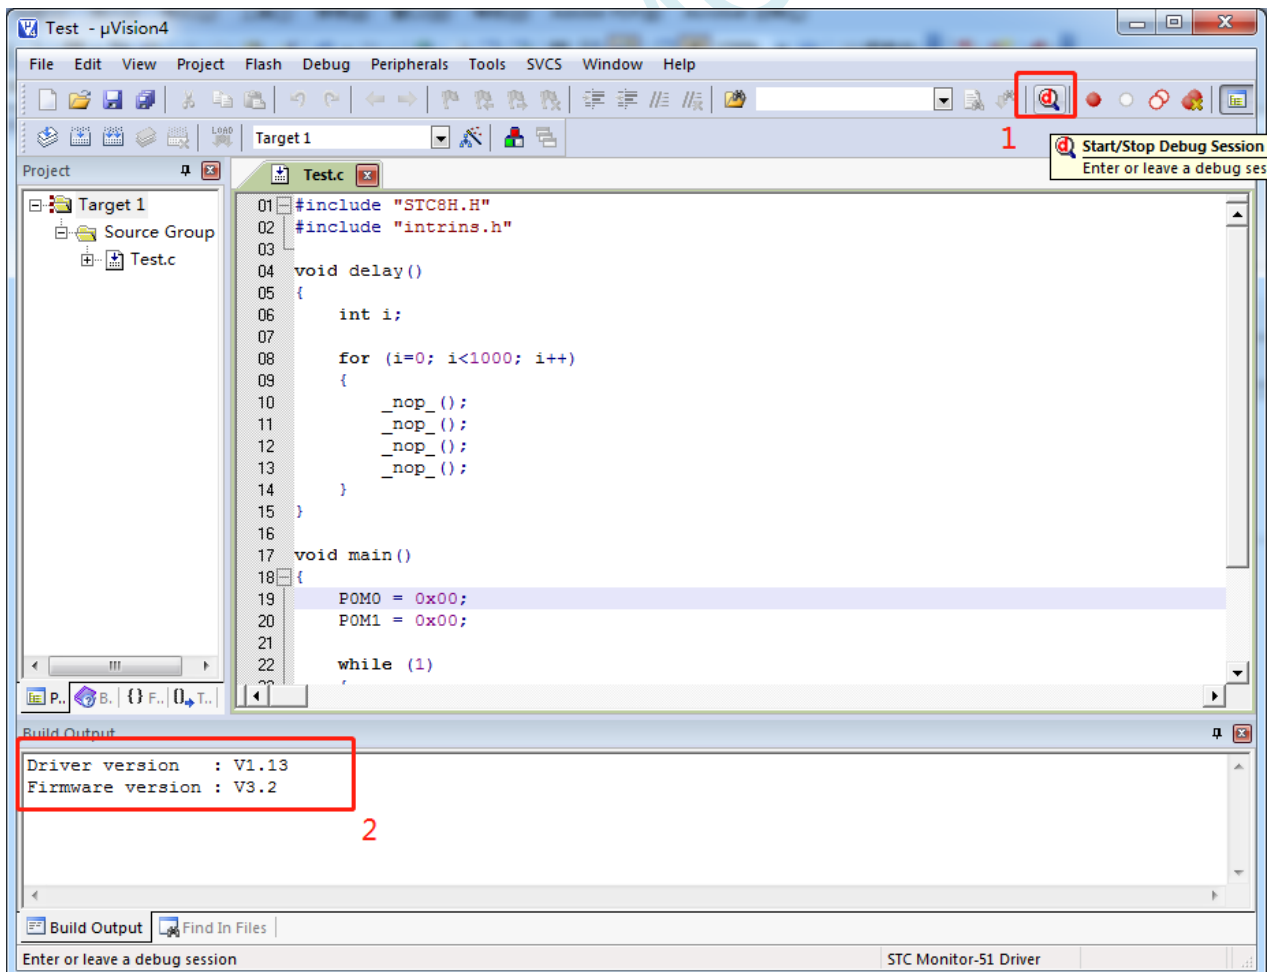 Test - µVision4
File Edit View Project Flash Debug Peripherals Tools SVCS Window Help
LOAD
Target 1
1
Start/Stop Debug Session
Enter or leave a debug ses
Project
Target 1
Source Group
Test.c
Test.c
01 #include "STC8H.H"
02 #include "intrins.h"
03
04 void delay()
05 {
06 int i;
07
08 for (i=0; i<1000; i++)
09 {
10 _nop_();
11 _nop_();
12 _nop_();
13 _nop_();
14 }
15 }
16
17 void main()
18 {
19 P0M0 = 0x00;
20 P0M1 = 0x00;
21
22 while (1)
P.. B. {} F.. 0 T..
Build Output
Driver version : V1.13
Firmware version : V3.2
2
Build Output Find In Files
Enter or leave a debug session STC Monitor-51 Driver